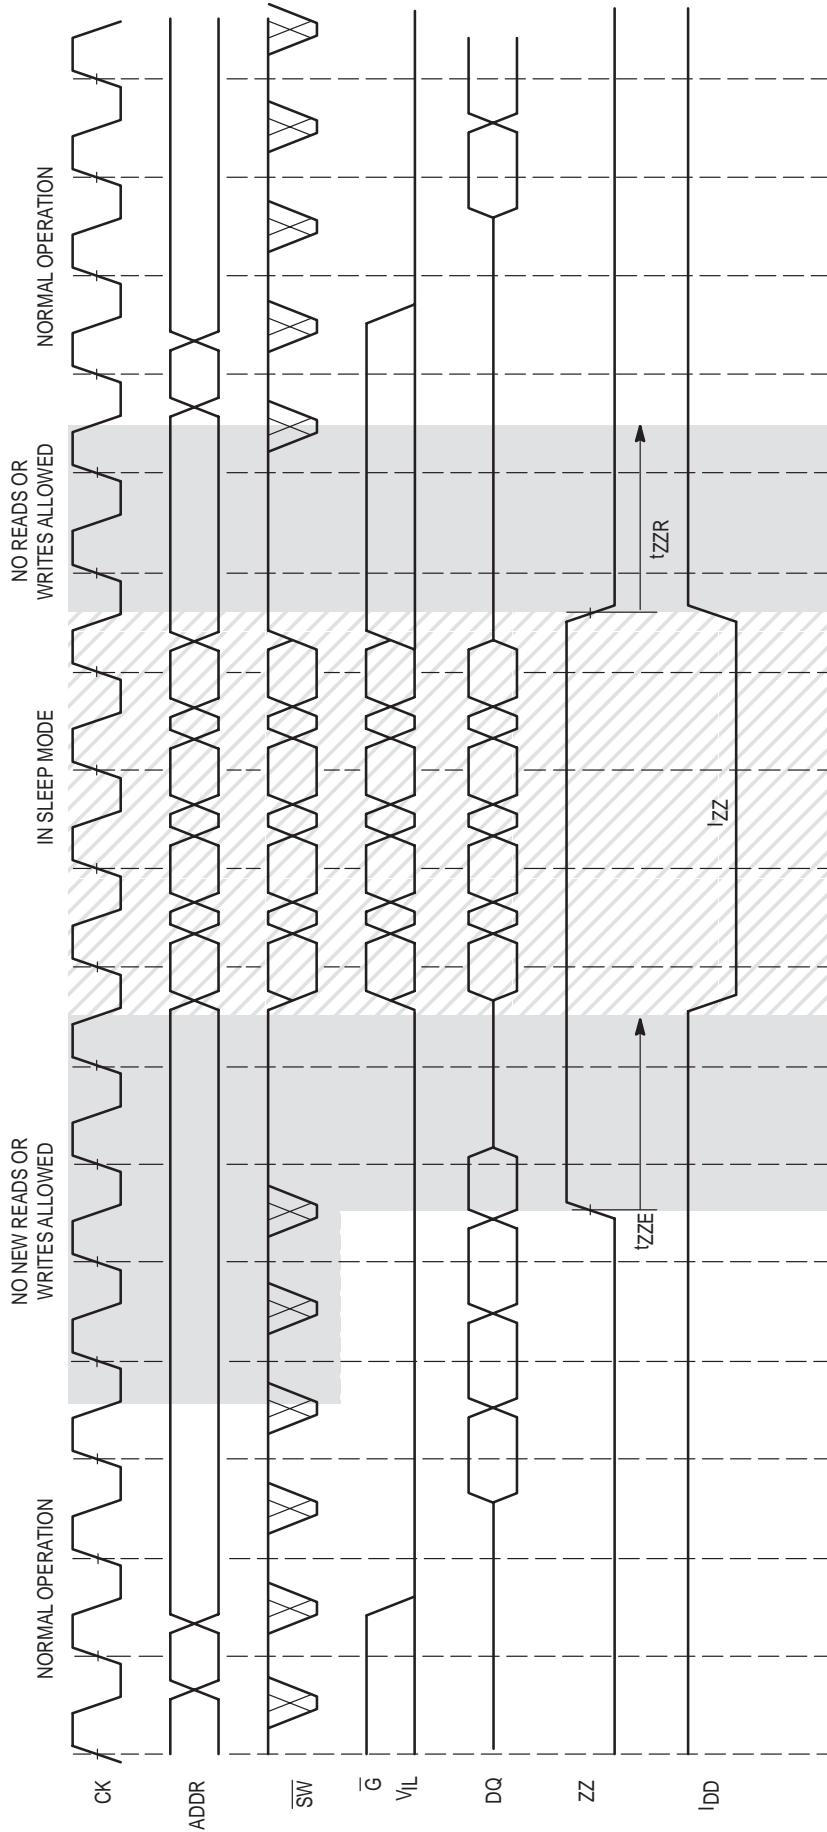 NORMAL OPERATION
NO NEW READS OR
WRITES ALLOWED
IN SLEEP MODE
NO READS OR
WRITES ALLOWED
NORMAL OPERATION
CK
ADDR
SW
G
VIL
DQ
ZZ
tZZE
tZZR
IDD
IZZ